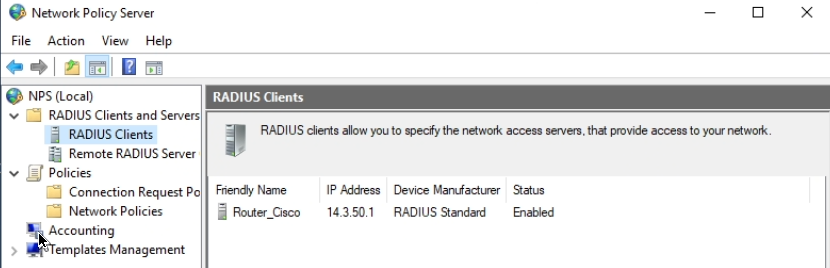 Network Policy Server
File Action View Help
NPS (Local)
RADIUS Clients and Servers
RADIUS Clients
Remote RADIUS Server
Policies
Connection Request Po
Network Policies
Accounting
Templates Management
RADIUS Clients
RADIUS clients allow you to specify the network access servers, that provide access to your network.
Friendly Name IP Address Device Manufacturer Status
Router_Cisco 14.3.50.1 RADIUS Standard Enabled